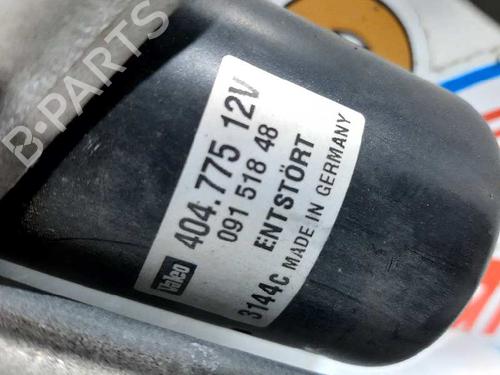 B-PARTS
Valeo 404.775 12V
091 518 48
ENTSTÖRT
3144C MADE IN GERMANY